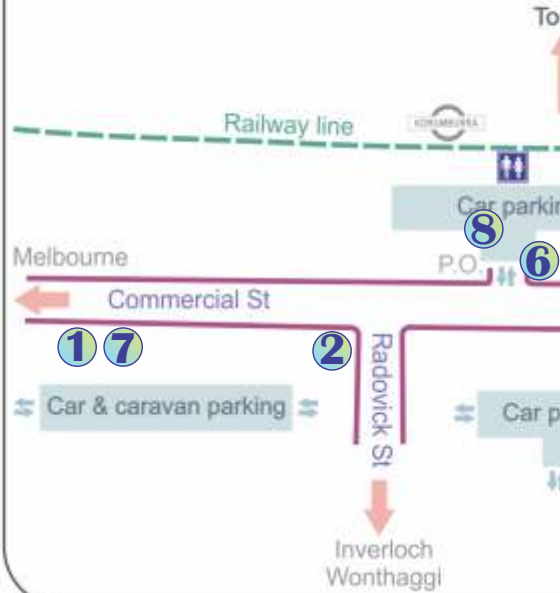 To
Railway line
KORUMBURRA
Car parkin
8
Melbourne
P.O.
6
Commercial St
1 7
2
Radovick St
Car & caravan parking
Car p
Inverloch
Wonthaggi